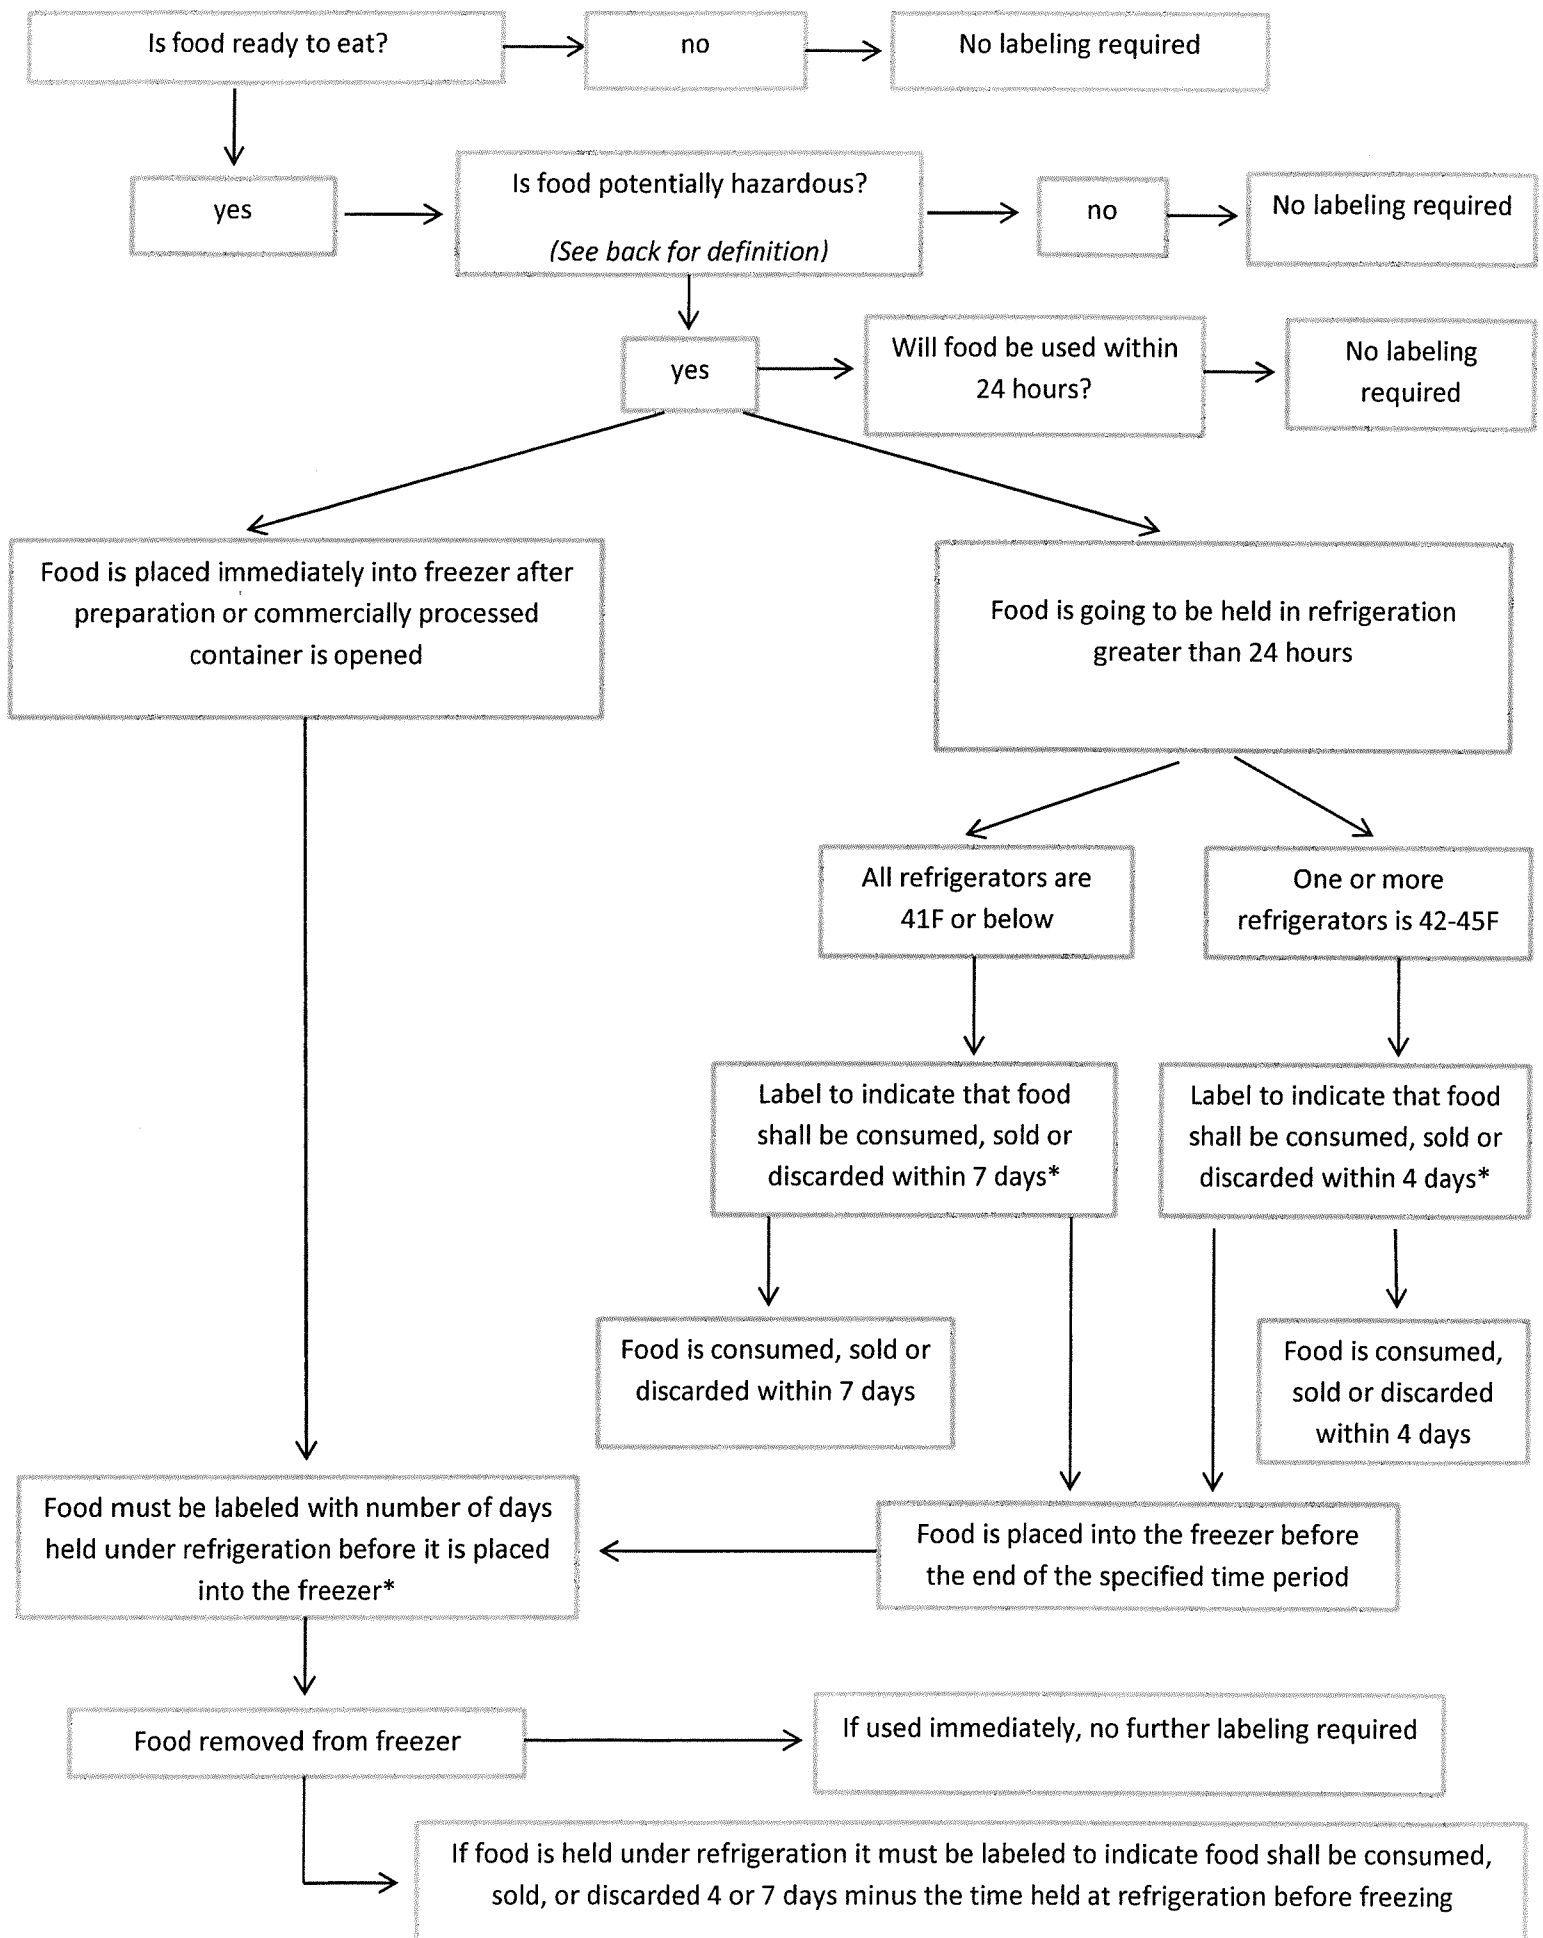 Is food ready to eat?
no
No labeling required
yes
Is food potentially hazardous?
(See back for definition)
no
No labeling required
yes
Will food be used within
24 hours?
No labeling
required
Food is placed immediately into freezer after
preparation or commercially processed
container is opened
Food is going to be held in refrigeration
greater than 24 hours
All refrigerators are
41F or below
One or more
refrigerators is 42-45F
Label to indicate that food
shall be consumed, sold or
discarded within 7 days*
Label to indicate that food
shall be consumed, sold or
discarded within 4 days*
Food is consumed, sold or
discarded within 7 days
Food is consumed,
sold or discarded
within 4 days
Food must be labeled with number of days
held under refrigeration before it is placed
into the freezer*
Food is placed into the freezer before
the end of the specified time period
Food removed from freezer
If used immediately, no further labeling required
If food is held under refrigeration it must be labeled to indicate food shall be consumed,
sold, or discarded 4 or 7 days minus the time held at refrigeration before freezing